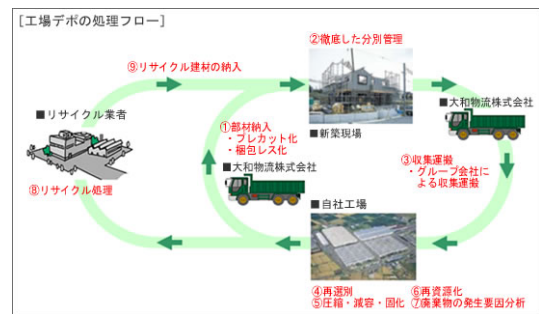 [工場デポの処理フロー]
②徹底した分別管理
⑨リサイクル建材の納入
■リサイクル業者
■大和物流株式会社
①部材納入
・プレカット化
・梱包レス化
■新築現場
③収集運搬
・グループ会社に
よる収集運搬
■大和物流株式会社
⑧リサイクル処理
■自社工場
④再選別
⑥再資源化
⑤圧縮・減容・固化
⑦廃棄物の発生要因分析